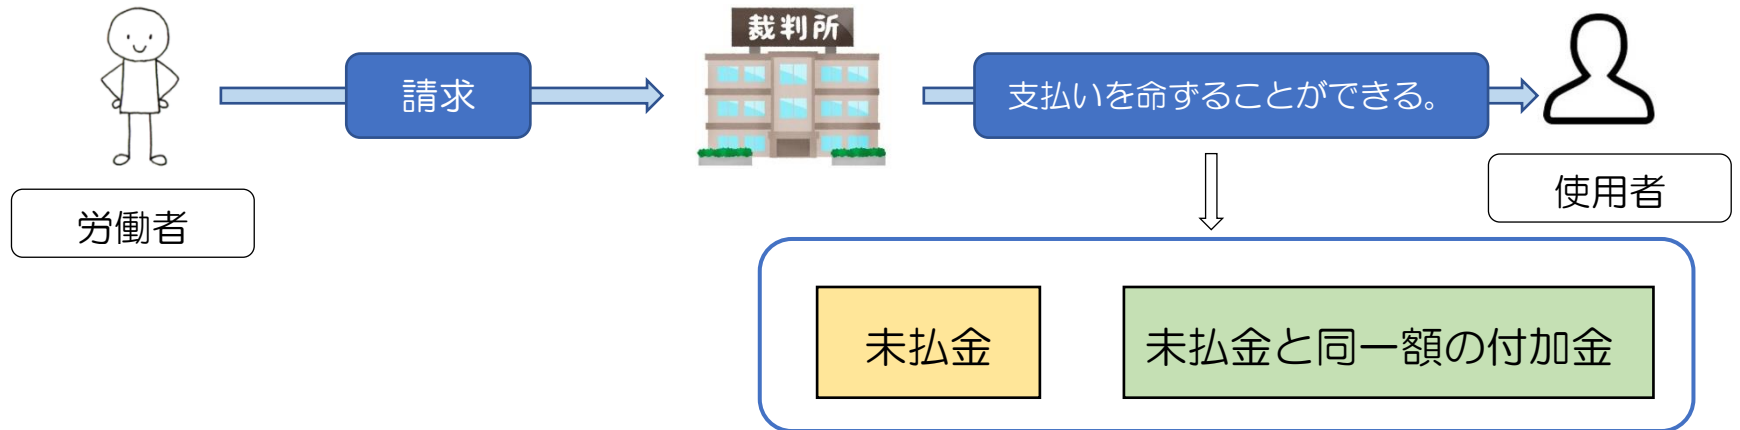 裁判所
請求
支払いを命ずることができる。
労働者
使用者
未払金
未払金と同一額の付加金